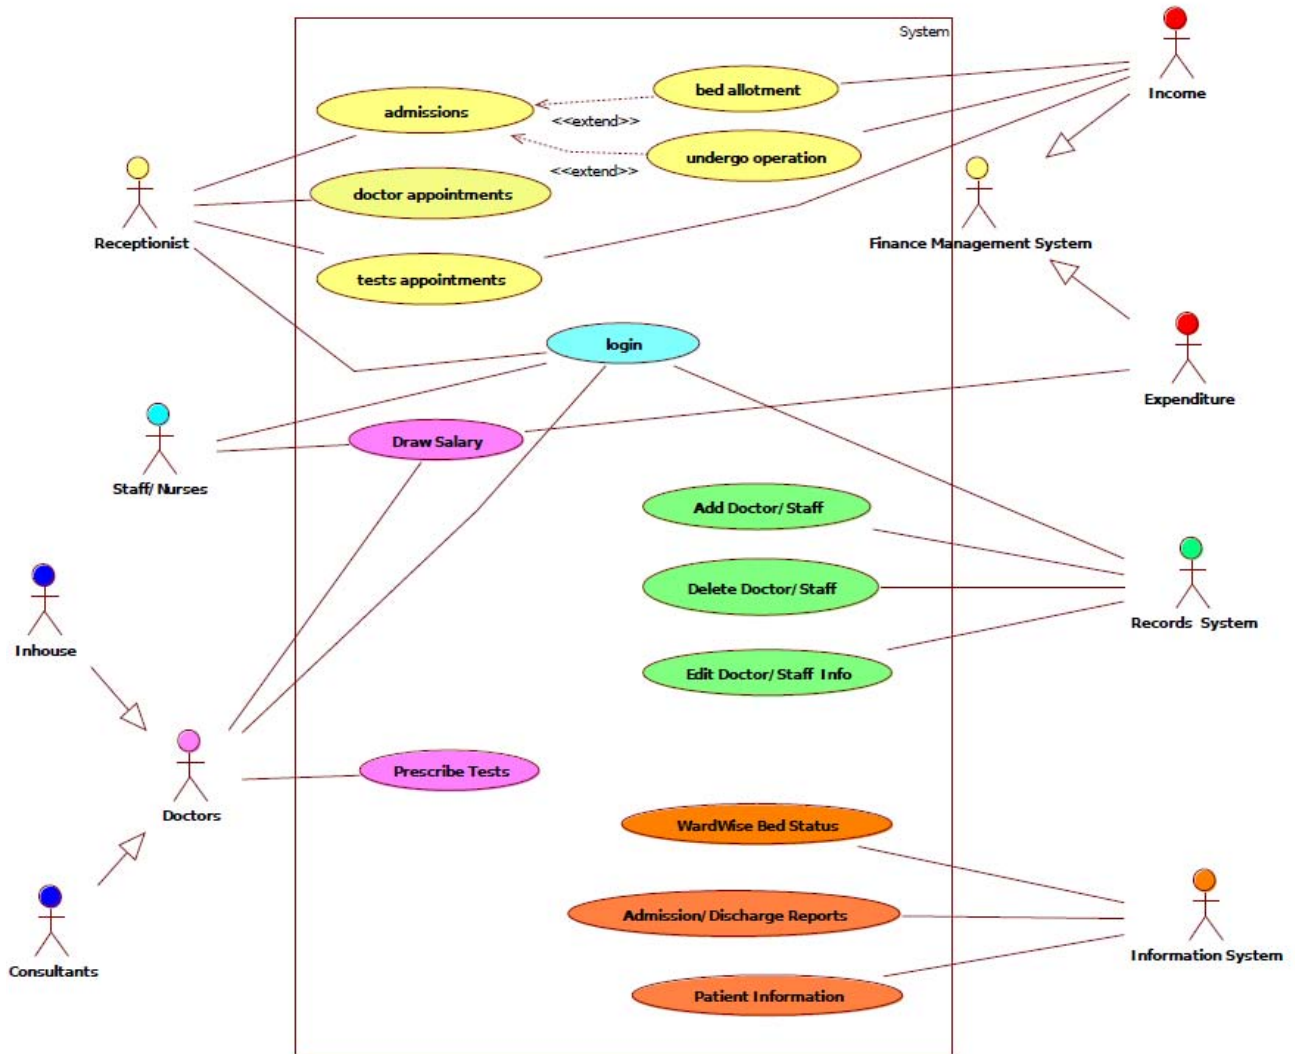 System
Income
bed allotment
admissions
<<extend>>
undergo operation
<<extend>>
doctor appointments
Receptionist
Finance Management System
tests appointments
login
Expenditure
Draw Salary
Staff/Nurses
Add Doctor/Staff
Delete Doctor/Staff
Records System
Inhouse
Edit Doctor/Staff Info
Prescribe Tests
Doctors
WardWise Bed Status
Admission/Discharge Reports
Information System
Consultants
Patient Information